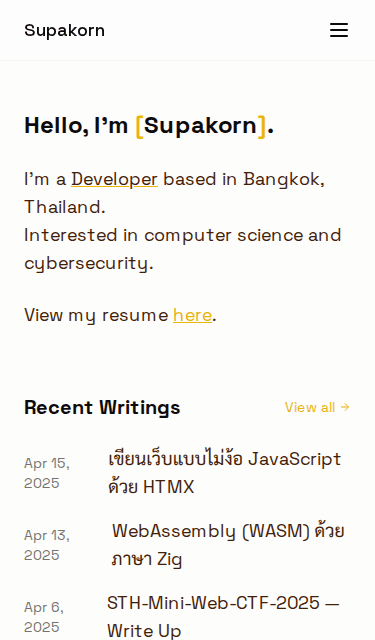 Supakorn
Hello, I'm [Supakorn].
I'm a Developer based in Bangkok,
Thailand.
Interested in computer science and
cybersecurity.
View my resume here.
Recent Writings
View all →
Apr 15,
2025
เขียนเว็บแบบไม่ง้อ JavaScript
ด้วย HTMX
Apr 13,
2025
WebAssembly (WASM) ด้วย
ภาษา Zig
Apr 6,
2025
STH-Mini-Web-CTF-2025 —
Write Up